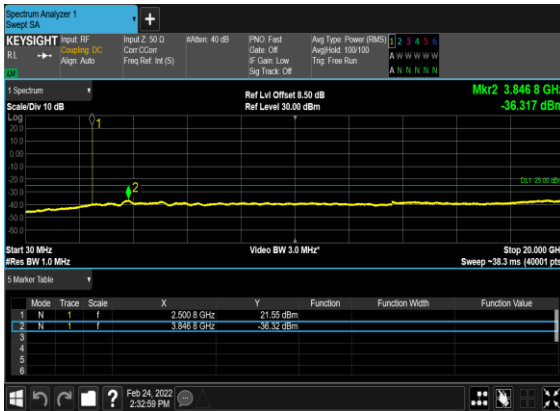 Spectrum Analyzer 1
Swept SA
+
KEYSIGHT Input: RF Input Z: 50 Ω #Atten: 40 dB PNO: Fast Avg Type: Power (RMS) 1 2 3 4 5 6
RL Coupling: DC Corr CCorr Gate: Off Avg|Hold: 100/100 A W W W W W
Align: Auto Freq Ref: Int (S) IF Gain: Low Trig: Free Run
LXI Sig Track: Off A N N N N N
1 Spectrum Mkr2 3.846 8 GHz
Scale/Div 10 dB Ref Lvl Offset 8.50 dB
Ref Level 30.00 dBm -36.317 dBm
Log
1
20.0
10.0
0.00
-10.0
-20.0
DL1 -25.00 dBm
-30.0
2
-40.0
-50.0
-60.0
Start 30 MHz Video BW 3.0 MHz* Stop 20.000 GHz
#Res BW 1.0 MHz Sweep ~38.3 ms (40001 pts)
5 Marker Table
Mode Trace Scale X Y Function Function Width Function Value
1 N 1 f 2.500 8 GHz 21.55 dBm
2 N 1 f 3.846 8 GHz -36.32 dBm
3
4
5
6
? Feb 24, 2022
2:32:59 PM